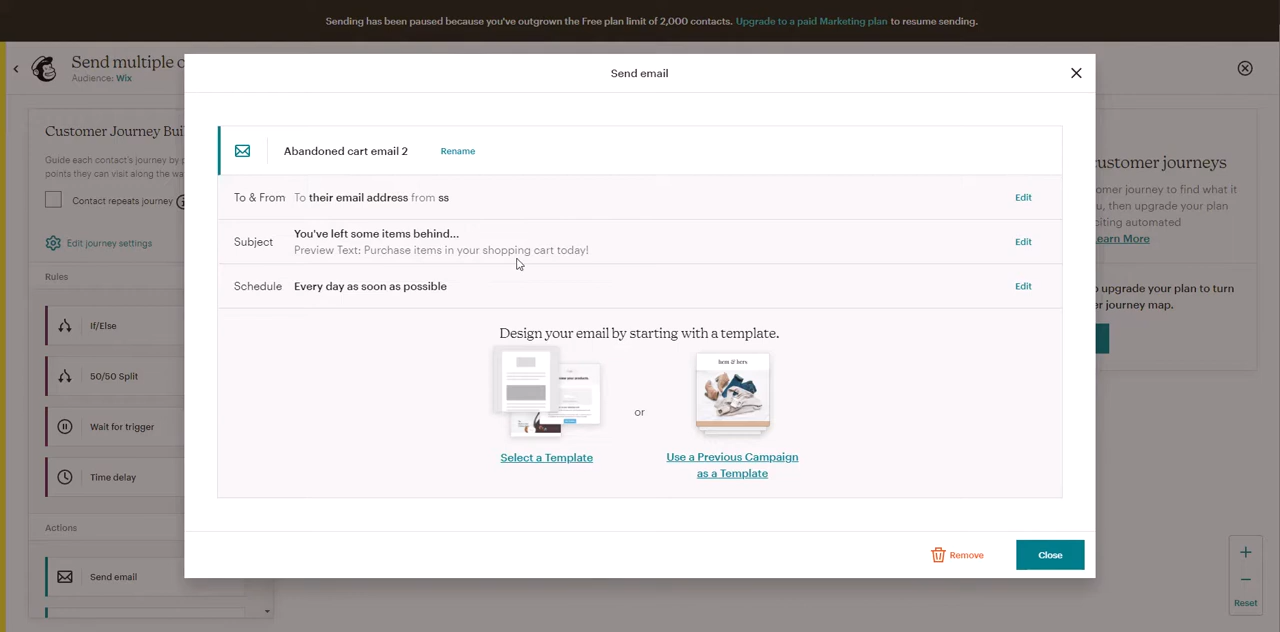 Sending has been paused because you've outgrown the Free plan limit of 2,000 contacts. Upgrade to a paid Marketing plan to resume sending.
Send multiple
Audience: Wix
Send email
Customer Journey Bui
Guide each contact's journey by
points they can visit along the wa
Contact repeats journey
Edit journey settings
Rules
If/Else
50/50 Split
Wait for trigger
Time delay
Actions
Send email
Abandoned cart email 2 Rename
To & From To their email address from ss Edit
Subject You've left some items behind... Edit
Preview Text: Purchase items in your shopping cart today!
Schedule Every day as soon as possible Edit
Design your email by starting with a template.
hem & hers
or
Select a Template
Use a Previous Campaign
as a Template
Remove
Close
customer journeys
omer journey to find what it
u, then upgrade your plan
citing automated
earn More
o upgrade your plan to turn
er journey map.
Reset